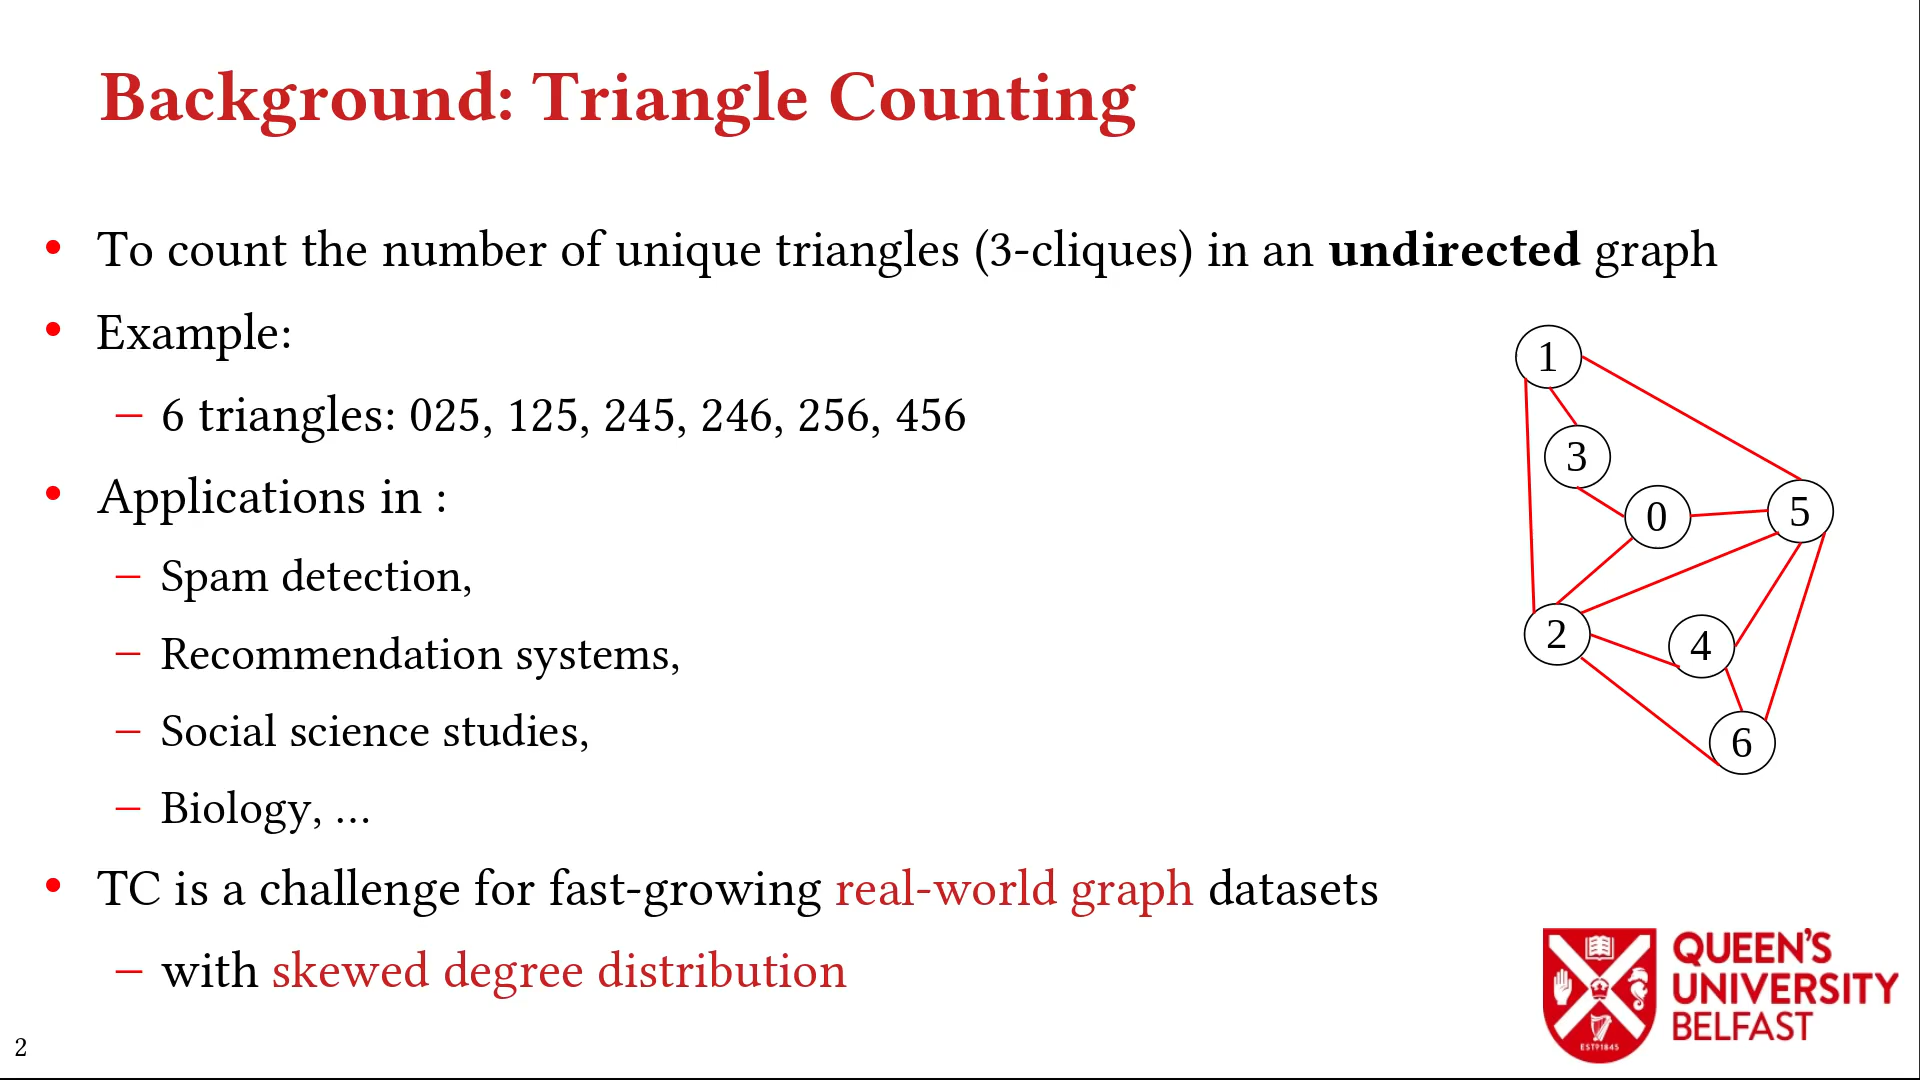 Background: Triangle Counting
• To count the number of unique triangles (3-cliques) in an undirected graph
• Example:
– 6 triangles: 025, 125, 245, 246, 256, 456
• Applications in :
– Spam detection,
– Recommendation systems,
– Social science studies,
– Biology, ...
• TC is a challenge for fast-growing real-world graph datasets
– with skewed degree distribution
1
3
0
5
2
4
6
QUEEN'S
UNIVERSITY
BELFAST
ESTD1845
2